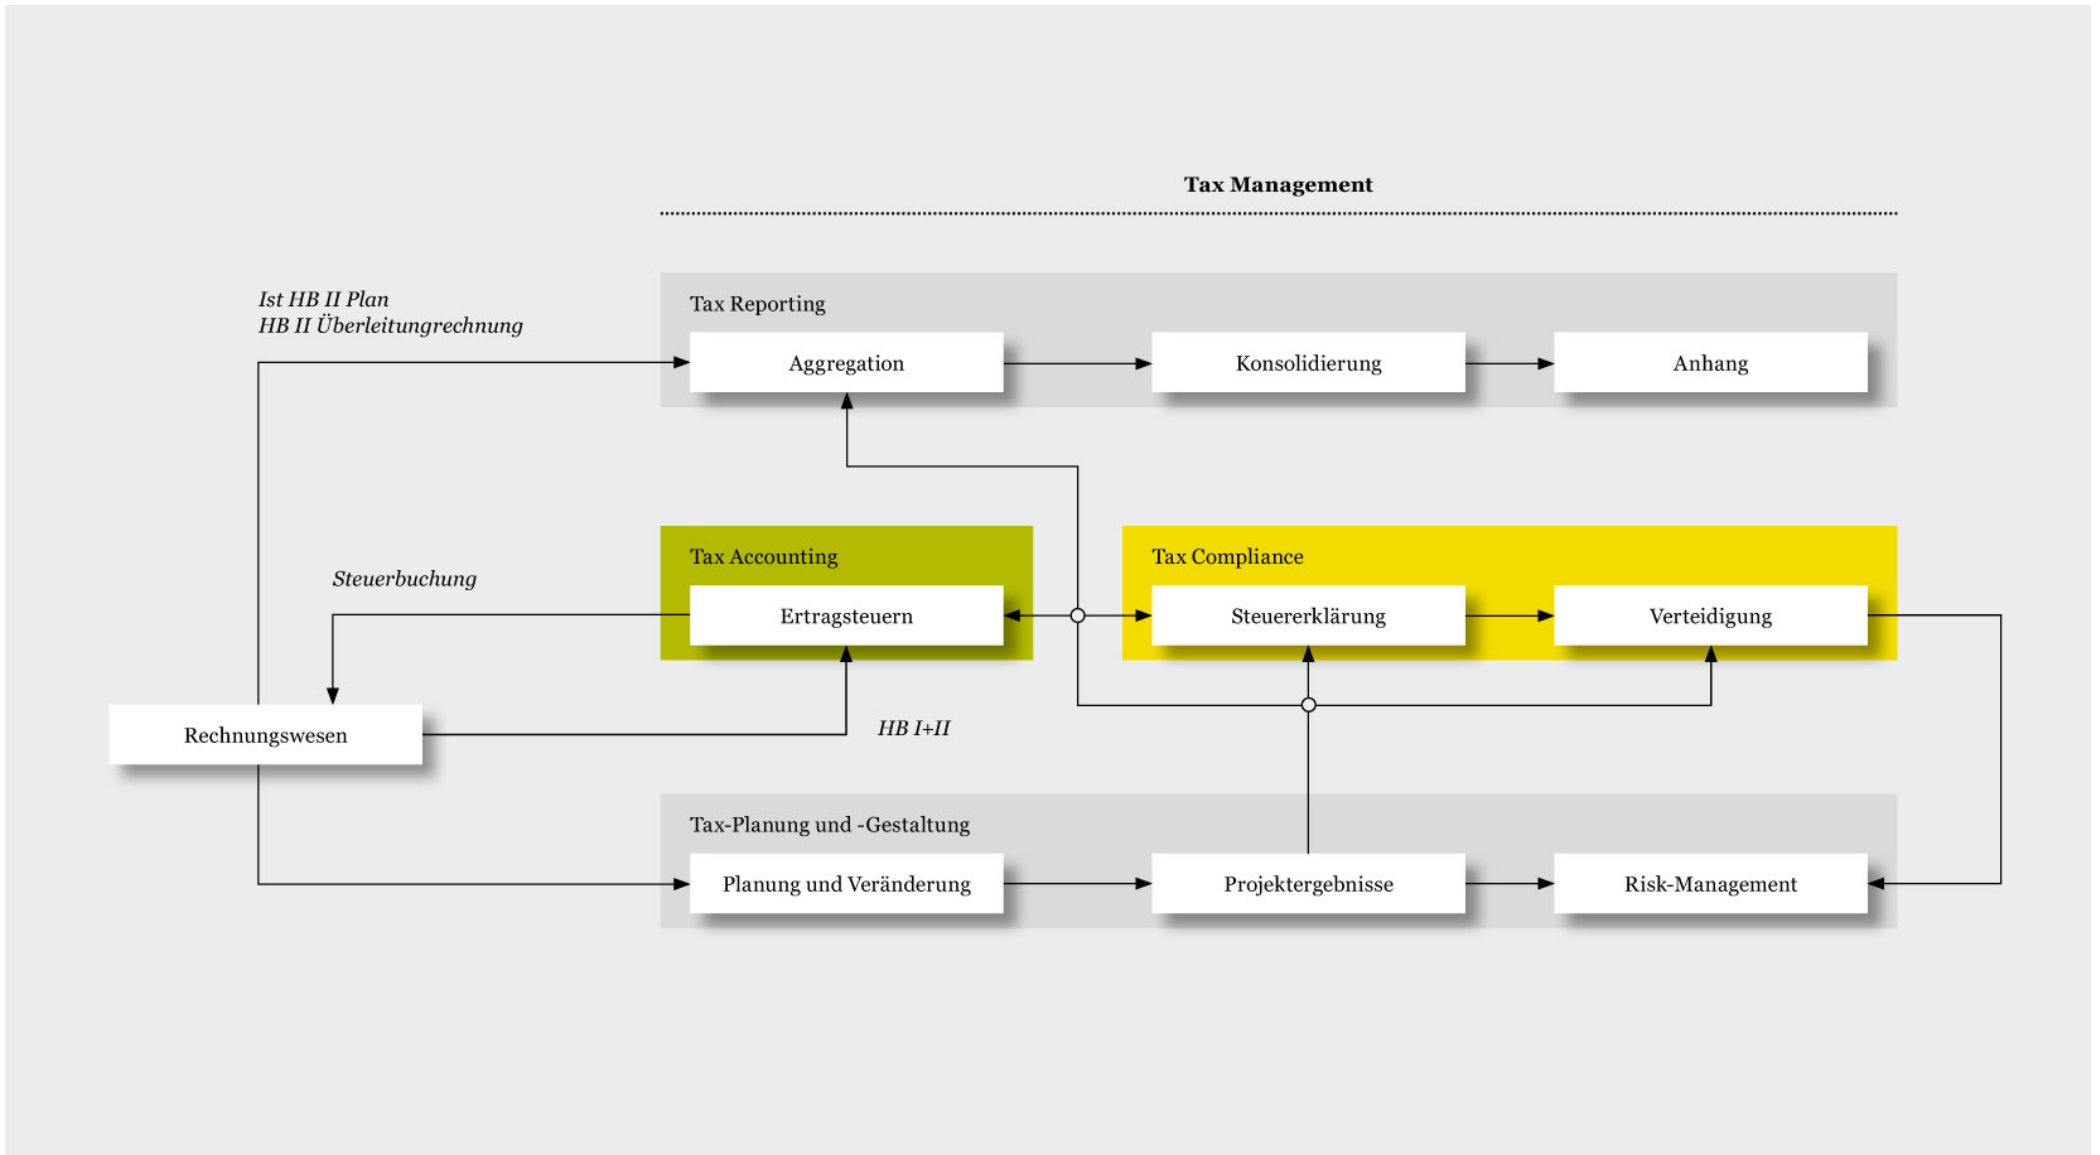 Tax Management
Ist HB II Plan
HB II Überleitungrechnung
Tax Reporting
Aggregation
Konsolidierung
Anhang
Steuerbuchung
Tax Accounting
Ertragsteuern
Tax Compliance
Steuererklärung
Verteidigung
Rechnungswesen
HB I+II
Tax-Planung und -Gestaltung
Planung und Veränderung
Projektergebnisse
Risk-Management